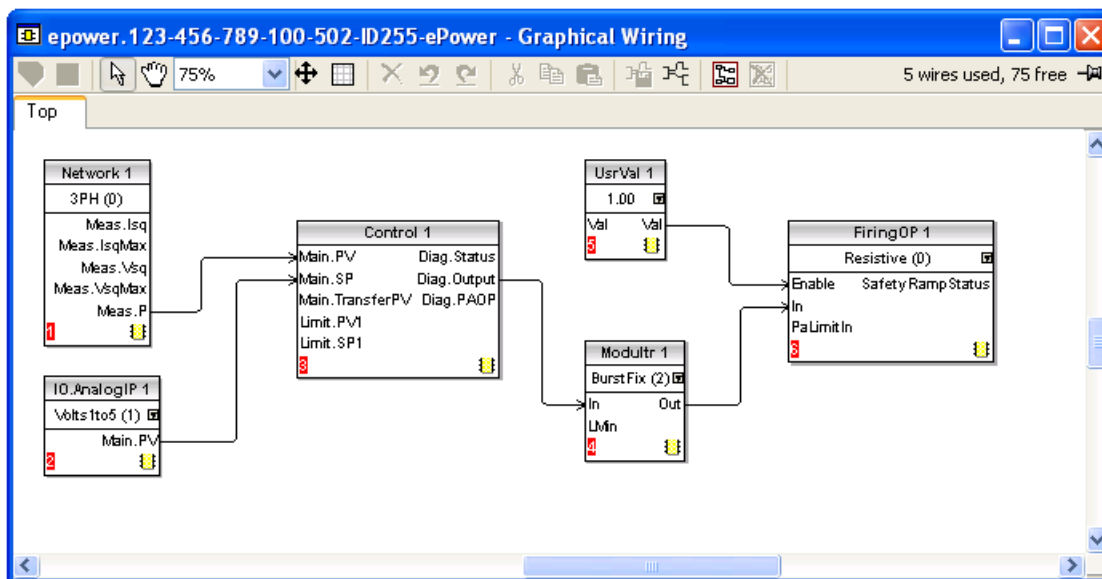 epower.123-456-789-100-502-ID255-ePower - Graphical Wiring
75%
5 wires used, 75 free
Top
Network 1
3PH (0)
Meas.Isq
Meas.IsqMax
Meas.Vsq
Meas.VsqMax
Meas.P
1
IO.AnalogIP 1
Volts1to5 (1)
Main.PV
2
Control 1
Main.PV Diag.Status
Main.SP Diag.Output
Main.TransferPV Diag.PAOP
Limit.PV1
Limit.SP1
3
UsrVal 1
1.00
Val Val
5
Modultr 1
BurstFix (2)
In Out
LMin
4
FiringOP 1
Resistive (0)
Enable SafetyRampStatus
In
PaLimitIn
6